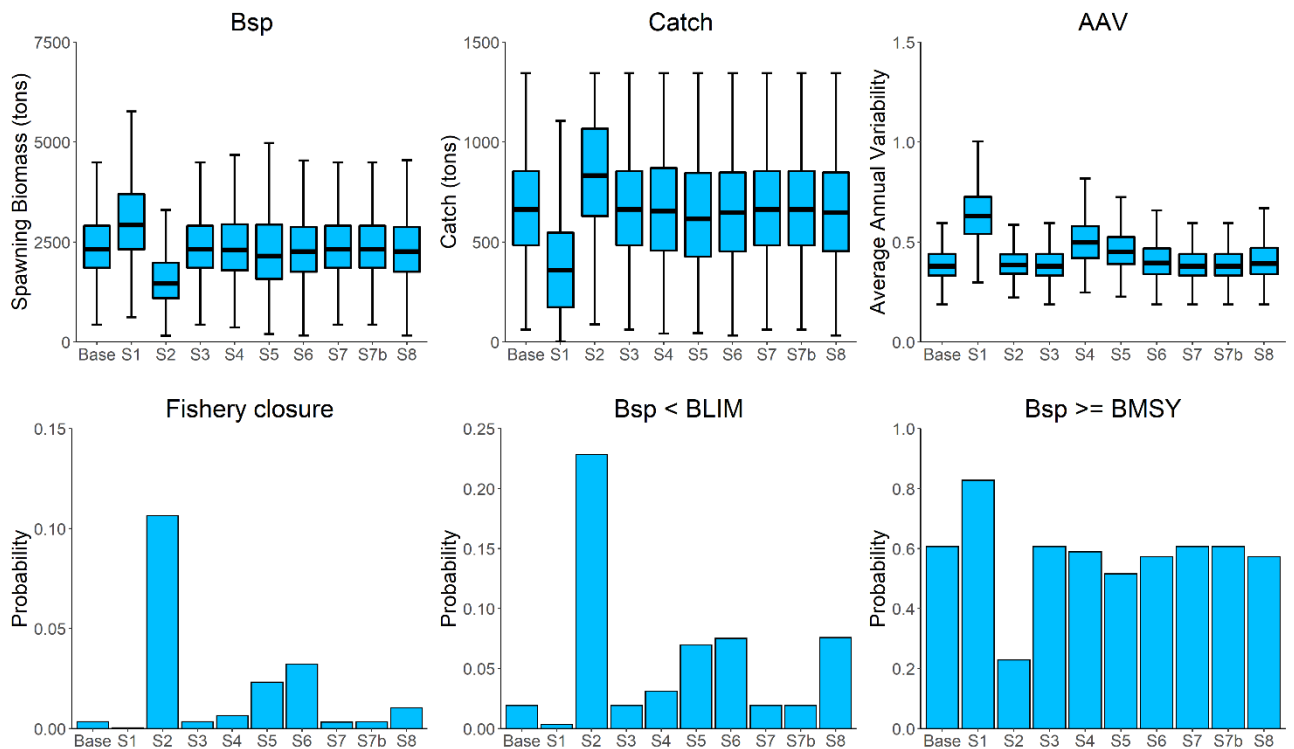 Bsp
Spawning Biomass (tons)
7500
5000
2500
0
Base S1 S2 S3 S4 S5 S6 S7 S7b S8
Catch
Catch (tons)
1500
1000
500
0
Base S1 S2 S3 S4 S5 S6 S7 S7b S8
AAV
Average Annual Variability
1.5
1.0
0.5
0.0
Base S1 S2 S3 S4 S5 S6 S7 S7b S8
Fishery closure
Probability
0.15
0.10
0.05
0.00
Base S1 S2 S3 S4 S5 S6 S7 S7b S8
Bsp < BLIM
Probability
0.25
0.20
0.15
0.10
0.05
0.00
Base S1 S2 S3 S4 S5 S6 S7 S7b S8
Bsp >= BMSY
Probability
1.0
0.8
0.6
0.4
0.2
0.0
Base S1 S2 S3 S4 S5 S6 S7 S7b S8